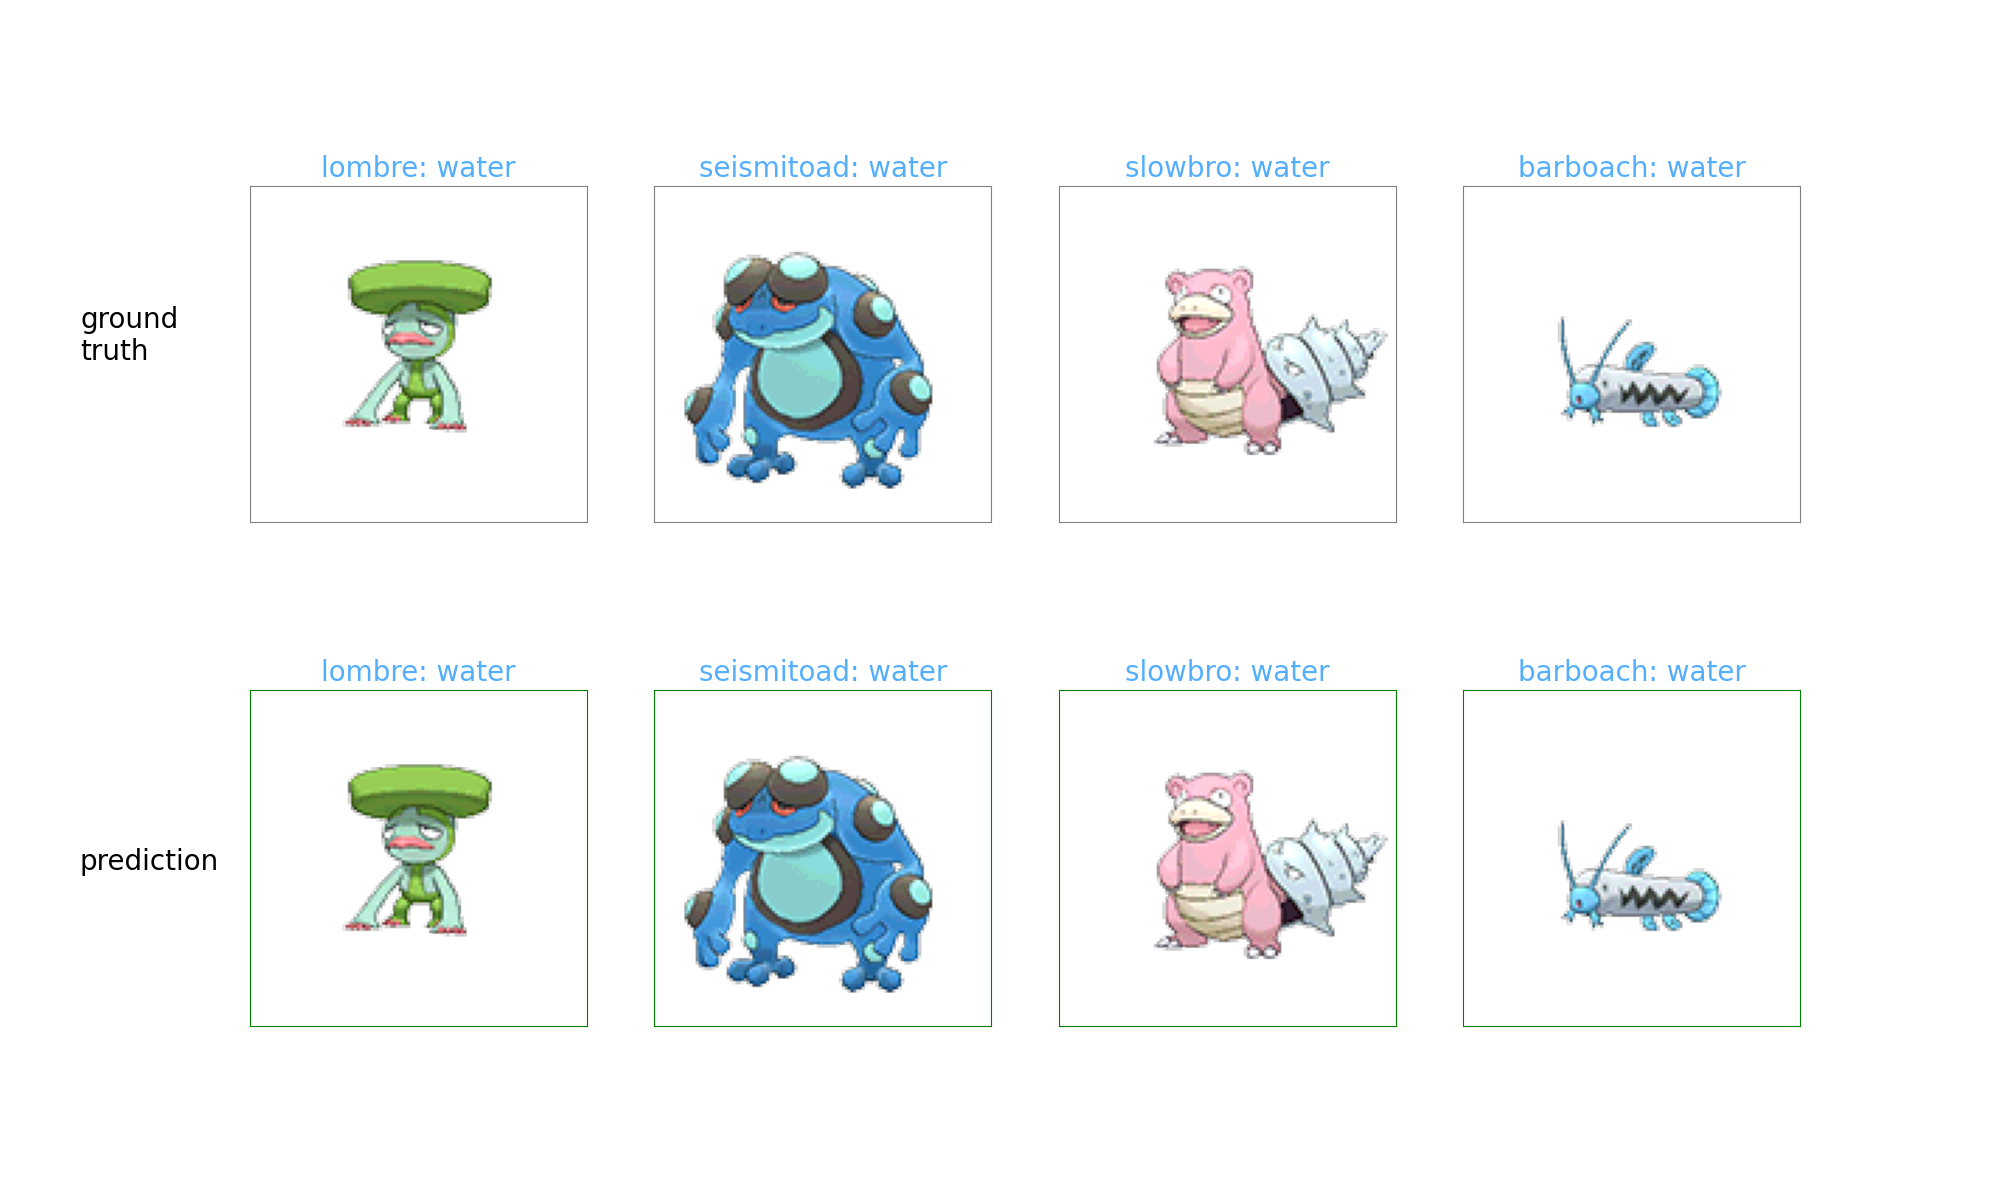 lombre: water
seismitoad: water
slowbro: water
barboach: water
ground
truth
lombre: water
seismitoad: water
slowbro: water
barboach: water
prediction